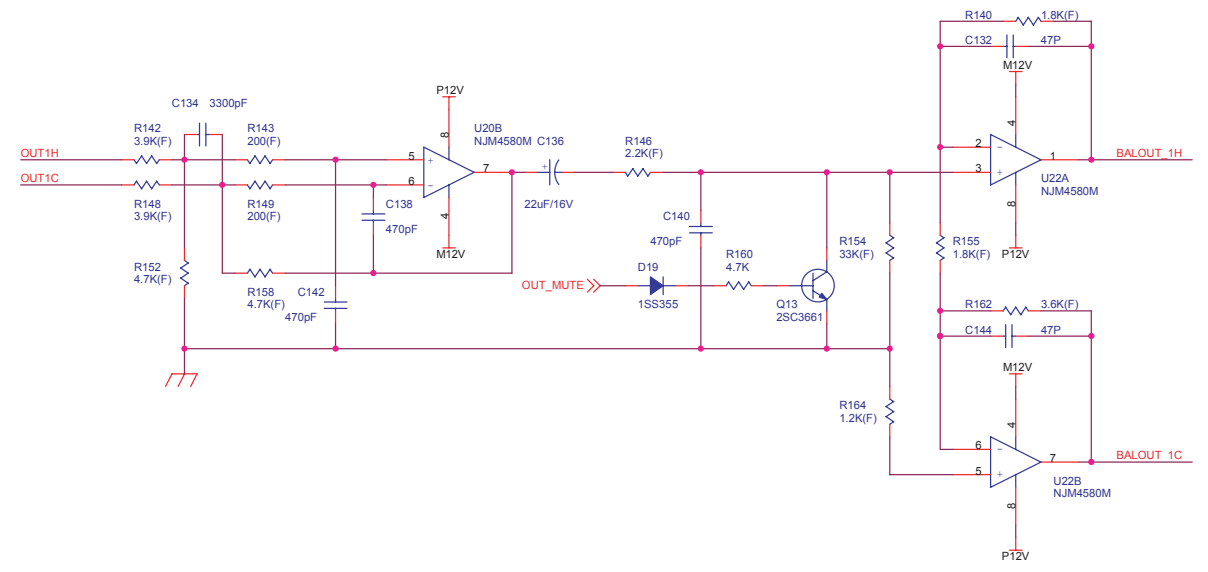 R140 1.8K(F)
C132 47P
M12V
P12V
C134 3300pF
U20B
NJM4580M C136
R142
3.9K(F)
R143
200(F)
R146
2.2K(F)
OUT1H
OUT1C
8
5
+
6
−
7
4
+
4
2
−
3
+
1
8
BALOUT_1H
U22A
NJM4580M
R148
3.9K(F)
R149
200(F)
C138
470pF
22uF/16V
C140
470pF
M12V
P12V
R154
33K(F)
R155
1.8K(F)
R152
4.7K(F)
R158
4.7K(F)
C142
470pF
OUT_MUTE
D19
1SS355
R160
4.7K
Q13
2SC3661
R162 3.6K(F)
C144 47P
M12V
R164
1.2K(F)
4
6
−
5
+
7
8
BALOUT_1C
U22B
NJM4580M
P12V